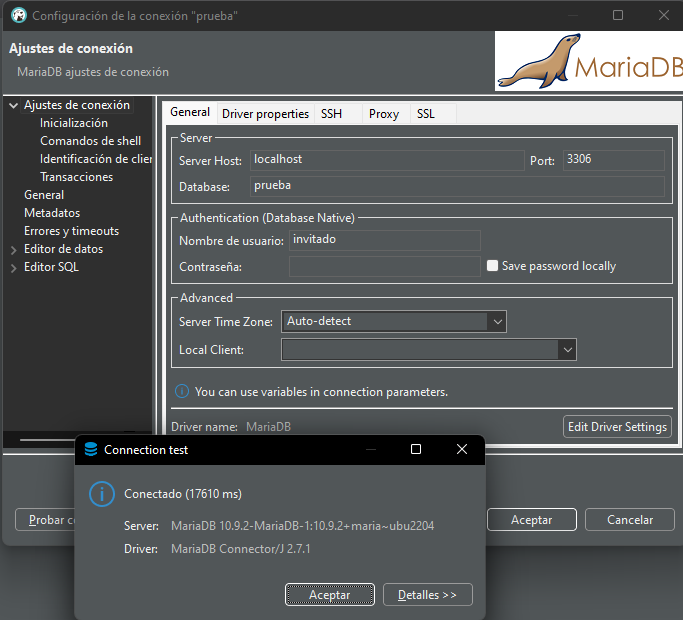 Configuración de la conexión "prueba"
Ajustes de conexión
MariaDB ajustes de conexión
MariaDB
Ajustes de conexión
Inicialización
Comandos de shell
Identificación de clien
Transacciones
General
Metadatos
Errores y timeouts
Editor de datos
Editor SQL
General Driver properties SSH Proxy SSL
Server
Server Host: localhost Port: 3306
Database: prueba
Authentication (Database Native)
Nombre de usuario: invitado
Contraseña: Save password locally
Advanced
Server Time Zone: Auto-detect
Local Client:
You can use variables in connection parameters.
Driver name: MariaDB Edit Driver Settings
Probar co Aceptar Cancelar
Connection test
Conectado (17610 ms)
Server: MariaDB 10.9.2-MariaDB-1:10.9.2+maria~ubu2204
Driver: MariaDB Connector/J 2.7.1
Aceptar Detalles >>